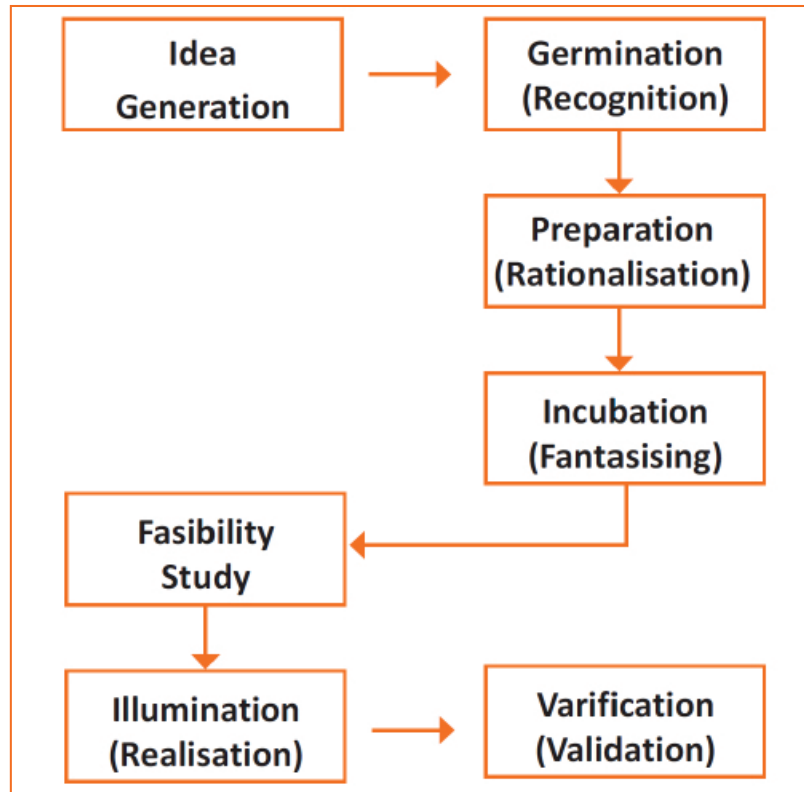 Idea
Generation
Germination
(Recognition)
Preparation
(Rationalisation)
Incubation
(Fantasising)
Fasibility
Study
Illumination
(Realisation)
Varification
(Validation)